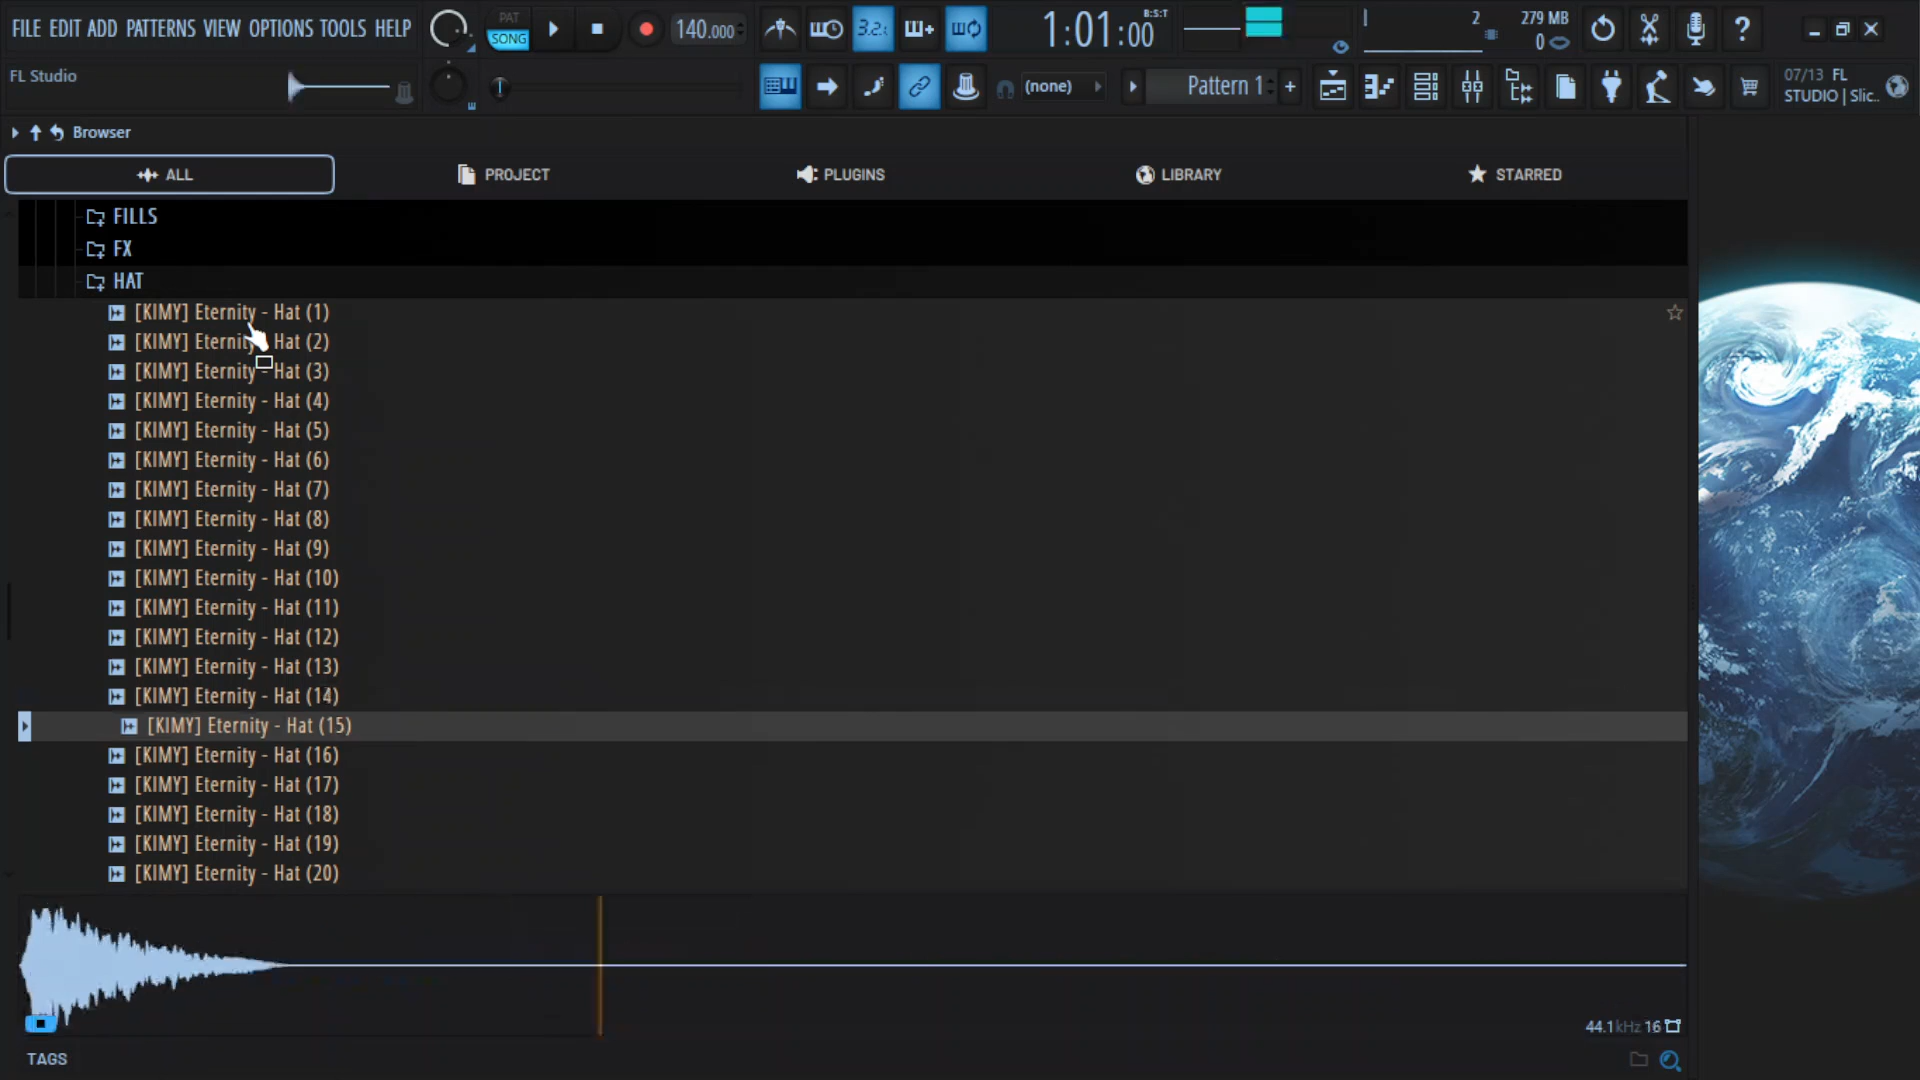 FILE EDIT ADD PATTERNS VIEW OPTIONS TOOLS HELP
PAT
SONG
140.000
3.2.:
1:01:00
B:S:T
2
279 MB
0
FL Studio
(none)
Pattern 1
07/13 FL
STUDIO | Slic..
Browser
ALL
PROJECT
PLUGINS
LIBRARY
STARRED
FILLS
FX
HAT
[KIMY] Eternity - Hat (1)
[KIMY] Eternity - Hat (2)
[KIMY] Eternity - Hat (3)
[KIMY] Eternity - Hat (4)
[KIMY] Eternity - Hat (5)
[KIMY] Eternity - Hat (6)
[KIMY] Eternity - Hat (7)
[KIMY] Eternity - Hat (8)
[KIMY] Eternity - Hat (9)
[KIMY] Eternity - Hat (10)
[KIMY] Eternity - Hat (11)
[KIMY] Eternity - Hat (12)
[KIMY] Eternity - Hat (13)
[KIMY] Eternity - Hat (14)
[KIMY] Eternity - Hat (15)
[KIMY] Eternity - Hat (16)
[KIMY] Eternity - Hat (17)
[KIMY] Eternity - Hat (18)
[KIMY] Eternity - Hat (19)
[KIMY] Eternity - Hat (20)
44.1kHz 16
TAGS